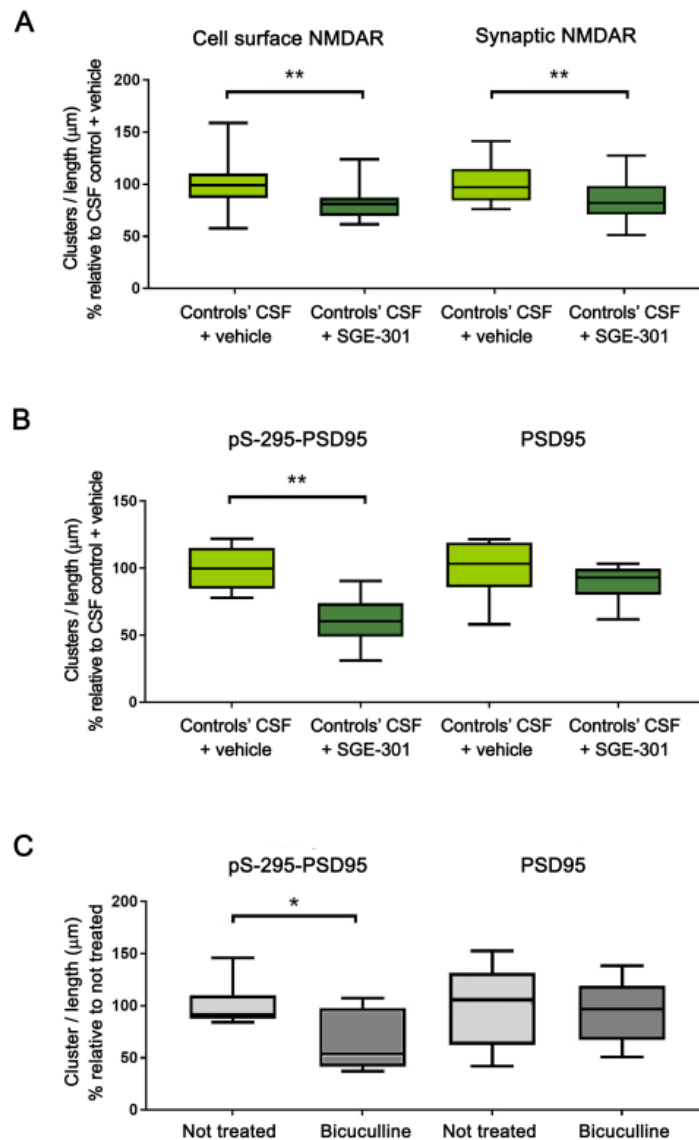 A
Cell surface NMDAR
Synaptic NMDAR
Clusters / length (μm)
% relative to CSF control + vehicle
200
150
100
50
0
**
**
Controls' CSF
+ vehicle
Controls' CSF
+ SGE-301
Controls' CSF
+ vehicle
Controls' CSF
+ SGE-301
B
pS-295-PSD95
PSD95
Clusters / length (μm)
% relative to CSF control + vehicle
150
100
50
0
**
Controls' CSF
+ vehicle
Controls' CSF
+ SGE-301
Controls' CSF
+ vehicle
Controls' CSF
+ SGE-301
C
pS-295-PSD95
PSD95
Cluster / length (μm)
% relative to not treated
200
150
100
50
0
*
Not treated
Bicuculline
Not treated
Bicuculline